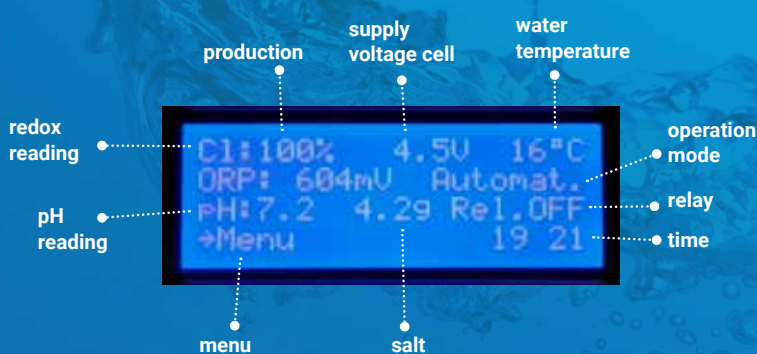 production
supply
voltage cell
water
temperature
redox
reading
pH
reading
operation
mode
relay
time
menu
salt
Cl:100% 4.5V 16°C
ORP: 604mV Automat.
pH:7.2 4.2g Rel.OFF
→Menu 19 21